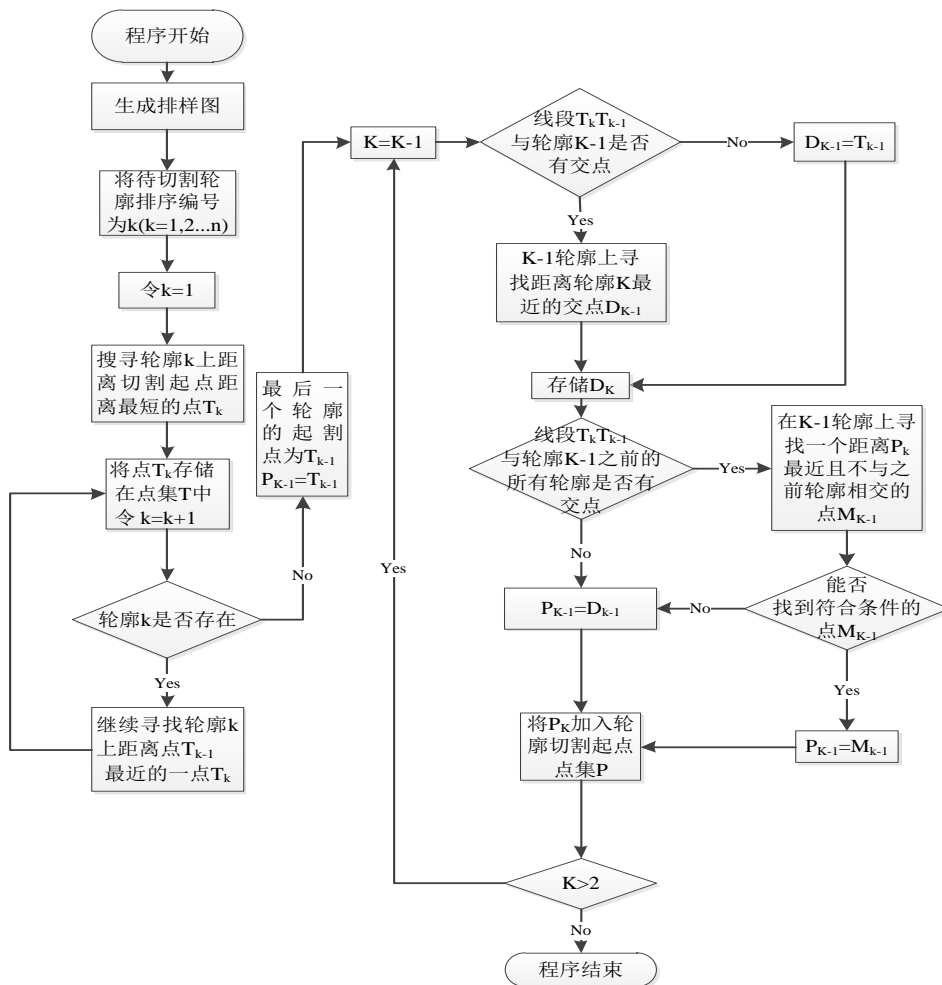 程序开始
生成排样图
将待切割轮
廓排序编号
为k(k=1,2...n)
令k=1
搜寻轮廓k上距
离切割起点距
离最短的点Tk
将点Tk存储
在点集T中
令 k=k+1
轮廓k是否存在
Yes
继续寻找轮廓k
上距离点Tk-1
最近的一点Tk
No
最后一
个轮廓
的起割
点为Tk-1
PK-1=Tk-1
K=K-1
线段TkTk-1
与轮廓K-1是否
有交点
No
DK-1=Tk-1
Yes
K-1轮廓上寻
找距离轮廓K最
近的交点DK-1
存储DK
线段TkTk-1
与轮廓K-1之前的
所有轮廓是否有
交点
Yes
在K-1轮廓上寻
找一个距离Pk
最近且不与之
前轮廓相交的
点MK-1
No
能否
找到符合条件的
点MK-1
No
PK-1=Dk-1
Yes
PK-1=Mk-1
将PK加入轮
廓切割起点
点集P
K>2
Yes
No
程序结束